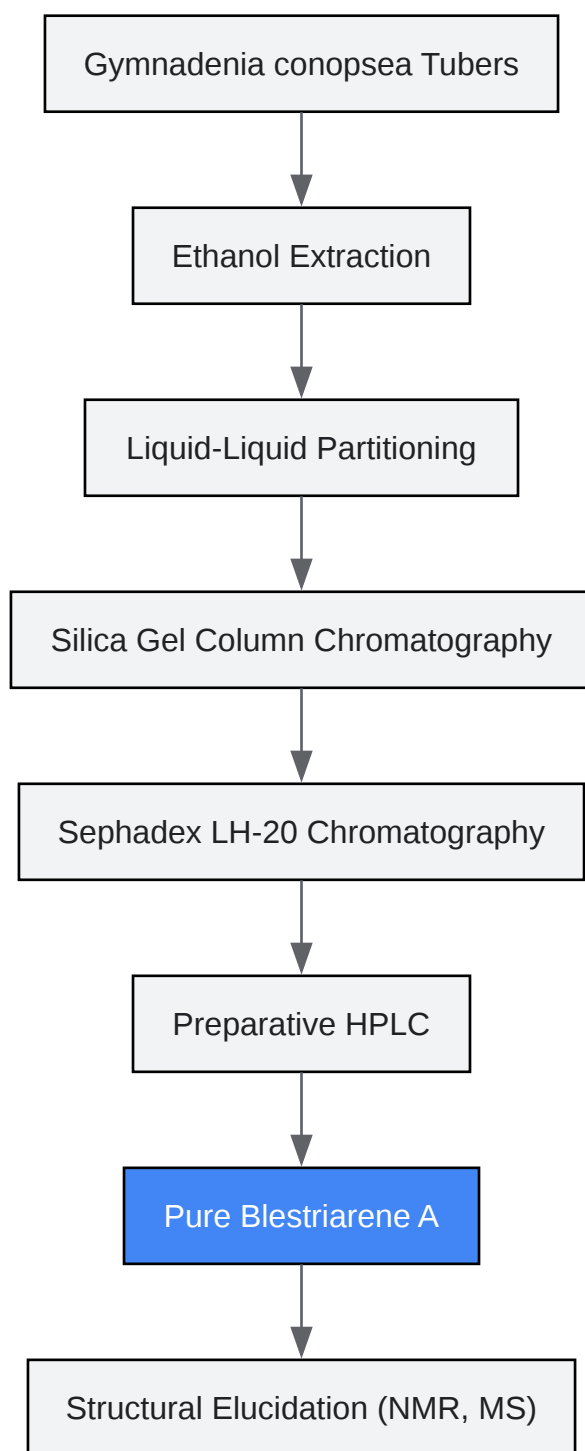 Gymnadenia conopsea Tubers
Ethanol Extraction
Liquid-Liquid Partitioning
Silica Gel Column Chromatography
Sephadex LH-20 Chromatography
Preparative HPLC
Pure Blestriarene A
Structural Elucidation (NMR, MS)